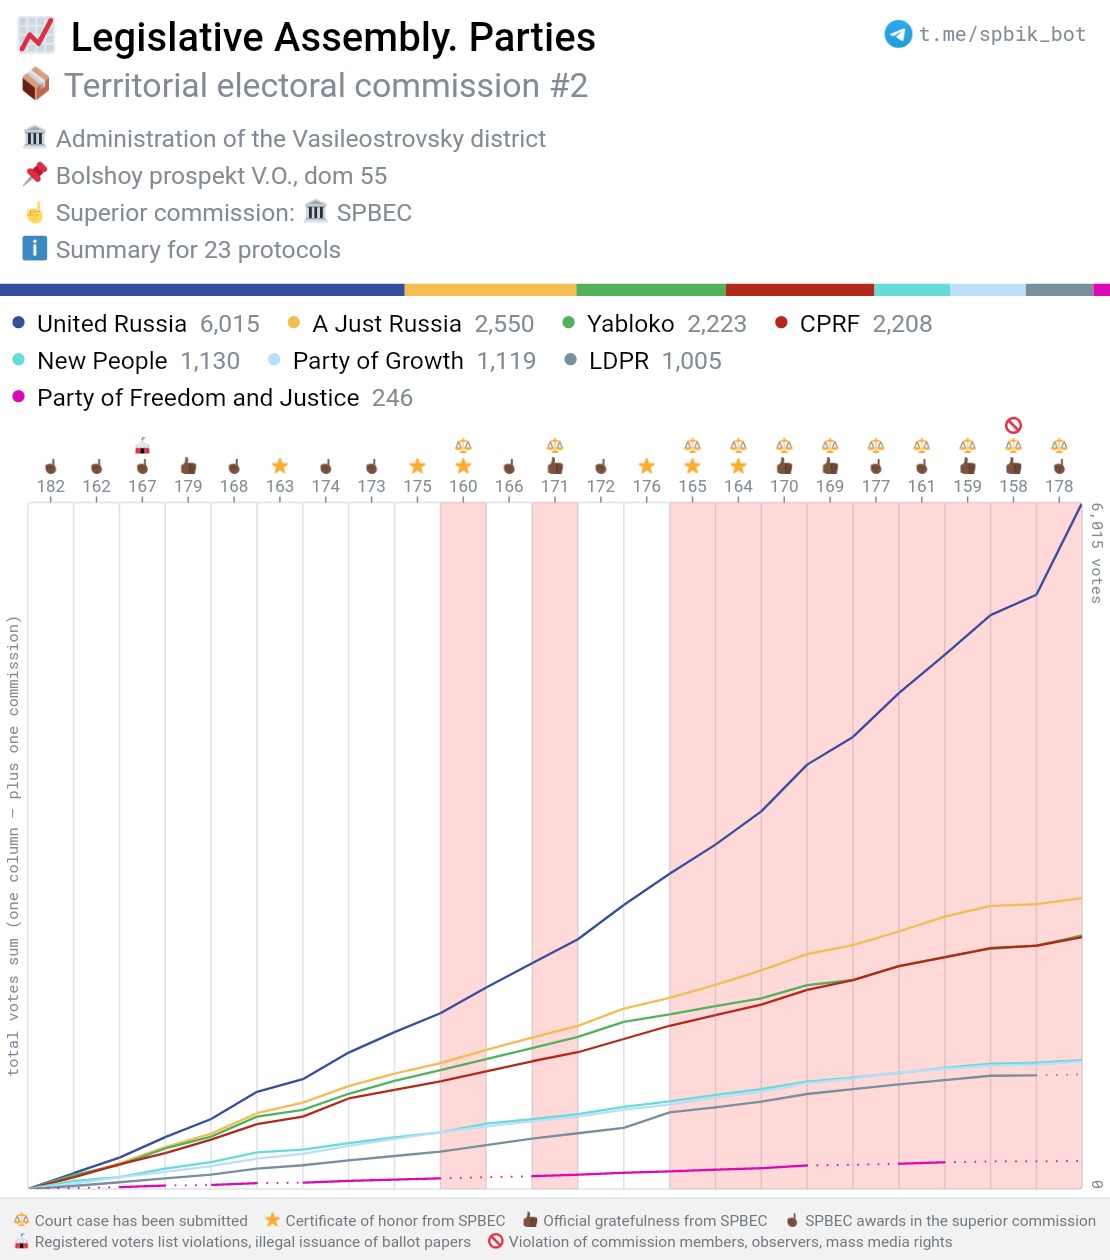 Legislative Assembly. Parties
t.me/spbik_bot
Territorial electoral commission #2
Administration of the Vasileostrovsky district
Bolshoy prospekt V.O., dom 55
Superior commission: SPBEC
Summary for 23 protocols
United Russia 6,015 A Just Russia 2,550 Yabloko 2,223 CPRF 2,208
New People 1,130 Party of Growth 1,119 LDPR 1,005
Party of Freedom and Justice 246
182 162 167 179 168 163 174 173 175 160 166 171 172 176 165 164 170 169 177 161 159 158 178
6,015 votes
total votes sum (one column – plus one commission)
0
Court case has been submitted Certificate of honor from SPBEC Official gratefulness from SPBEC SPBEC awards in the superior commission
Registered voters list violations, illegal issuance of ballot papers Violation of commission members, observers, mass media rights